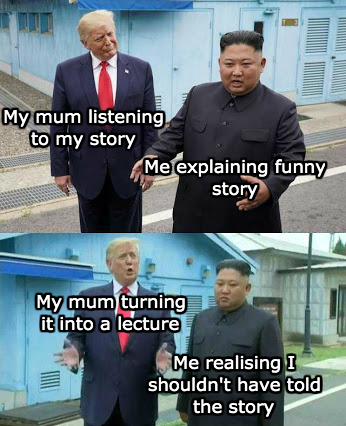 My mum listening
to my story
Me explaining funny
story
My mum turning
it into a lecture
Me realising I
shouldn't have told
the story